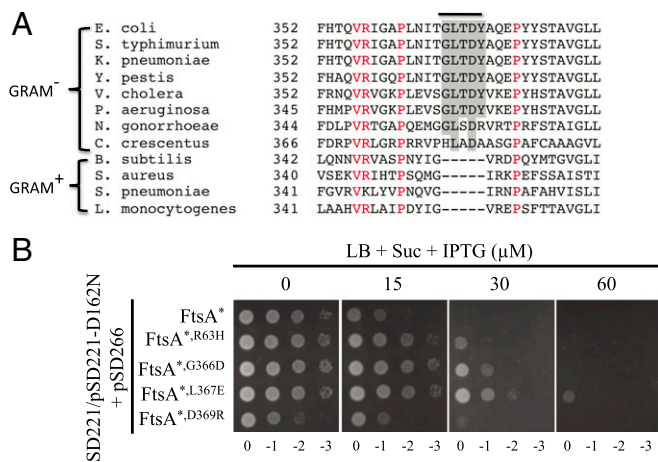 A
GRAM-
GRAM+
E. coli 352 FHTQVRIGAPLNITGLTDYAQEPYYSTAVGLL
S. typhimurium 352 FHTQVRIGAPLNITGLTDYAQEPYYSTAVGLL
K. pneumoniae 352 FHTQVRIGAPLNITGLTDYAQEPYYSTAVGLL
Y. pestis 352 FHAQVRIGQPLNITGLTDYAQEPYYSTAVGLL
V. cholera 352 FRNQVRVGKPLEVSGLTDYVKEPYHSTAVGLL
P. aeruginosa 345 FHMPVRVGKPLEVSGLTDYVKEPYHSTAVGLL
N. gonorrhoeae 344 FDLPVRTGAPQEMGGLSDRVRTPRFSTAIGLL
C. crescentus 366 FDRPVRLGRPRRVPHLADAASGPACAAAVGLL
B. subtilis 342 LQNNVRVASPNYIG-----VRDPQYMTGVGLI
S. aureus 340 VSEKVRIHTPSQMG-----IRKPEFSSAISTI
S. pneumoniae 341 FGVRVKLYVPNQVG-----IRNPAFAHVISLI
L. monocytogenes 341 LAAHVRLAIPDYIG-----VREPSFTTAVGLI
B
LB + Suc + IPTG (µM)
0 15 30 60
SD221/pSD221-D162N
+ pSD266
FtsA*
FtsA*,R63H
FtsA*,G366D
FtsA*,L367E
FtsA*,D369R
0 -1 -2 -3 0 -1 -2 -3 0 -1 -2 -3 0 -1 -2 -3